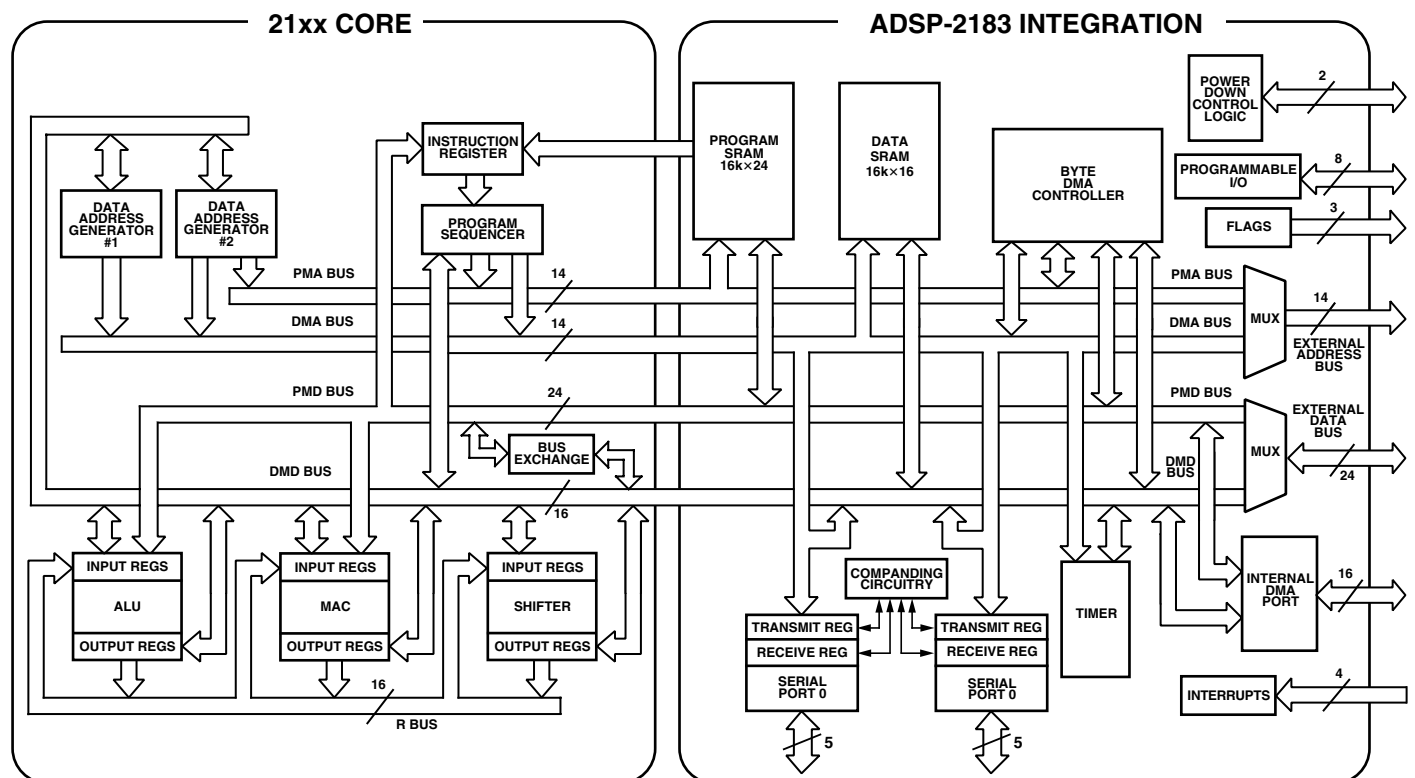 21xx CORE
ADSP-2183 INTEGRATION
INSTRUCTION
REGISTER
DATA
ADDRESS
GENERATOR
#1
DATA
ADDRESS
GENERATOR
#2
PROGRAM
SEQUENCER
PROGRAM
SRAM
16k×24
DATA
SRAM
16k×16
BYTE
DMA
CONTROLLER
POWER
DOWN
CONTROL
LOGIC
2
PROGRAMMABLE
I/O
8
FLAGS
3
PMA BUS
14
PMA BUS
DMA BUS
14
DMA BUS
MUX
14
EXTERNAL
ADDRESS
BUS
PMD BUS
24
PMD BUS
EXTERNAL
DATA
BUS
MUX
24
BUS
EXCHANGE
DMD BUS
16
DMD
BUS
INPUT REGS
ALU
OUTPUT REGS
INPUT REGS
MAC
OUTPUT REGS
INPUT REGS
SHIFTER
OUTPUT REGS
16
R BUS
COMPANDING
CIRCUITRY
TRANSMIT REG
RECEIVE REG
SERIAL
PORT 0
5
TRANSMIT REG
RECEIVE REG
SERIAL
PORT 0
5
TIMER
INTERNAL
DMA
PORT
16
INTERRUPTS
4